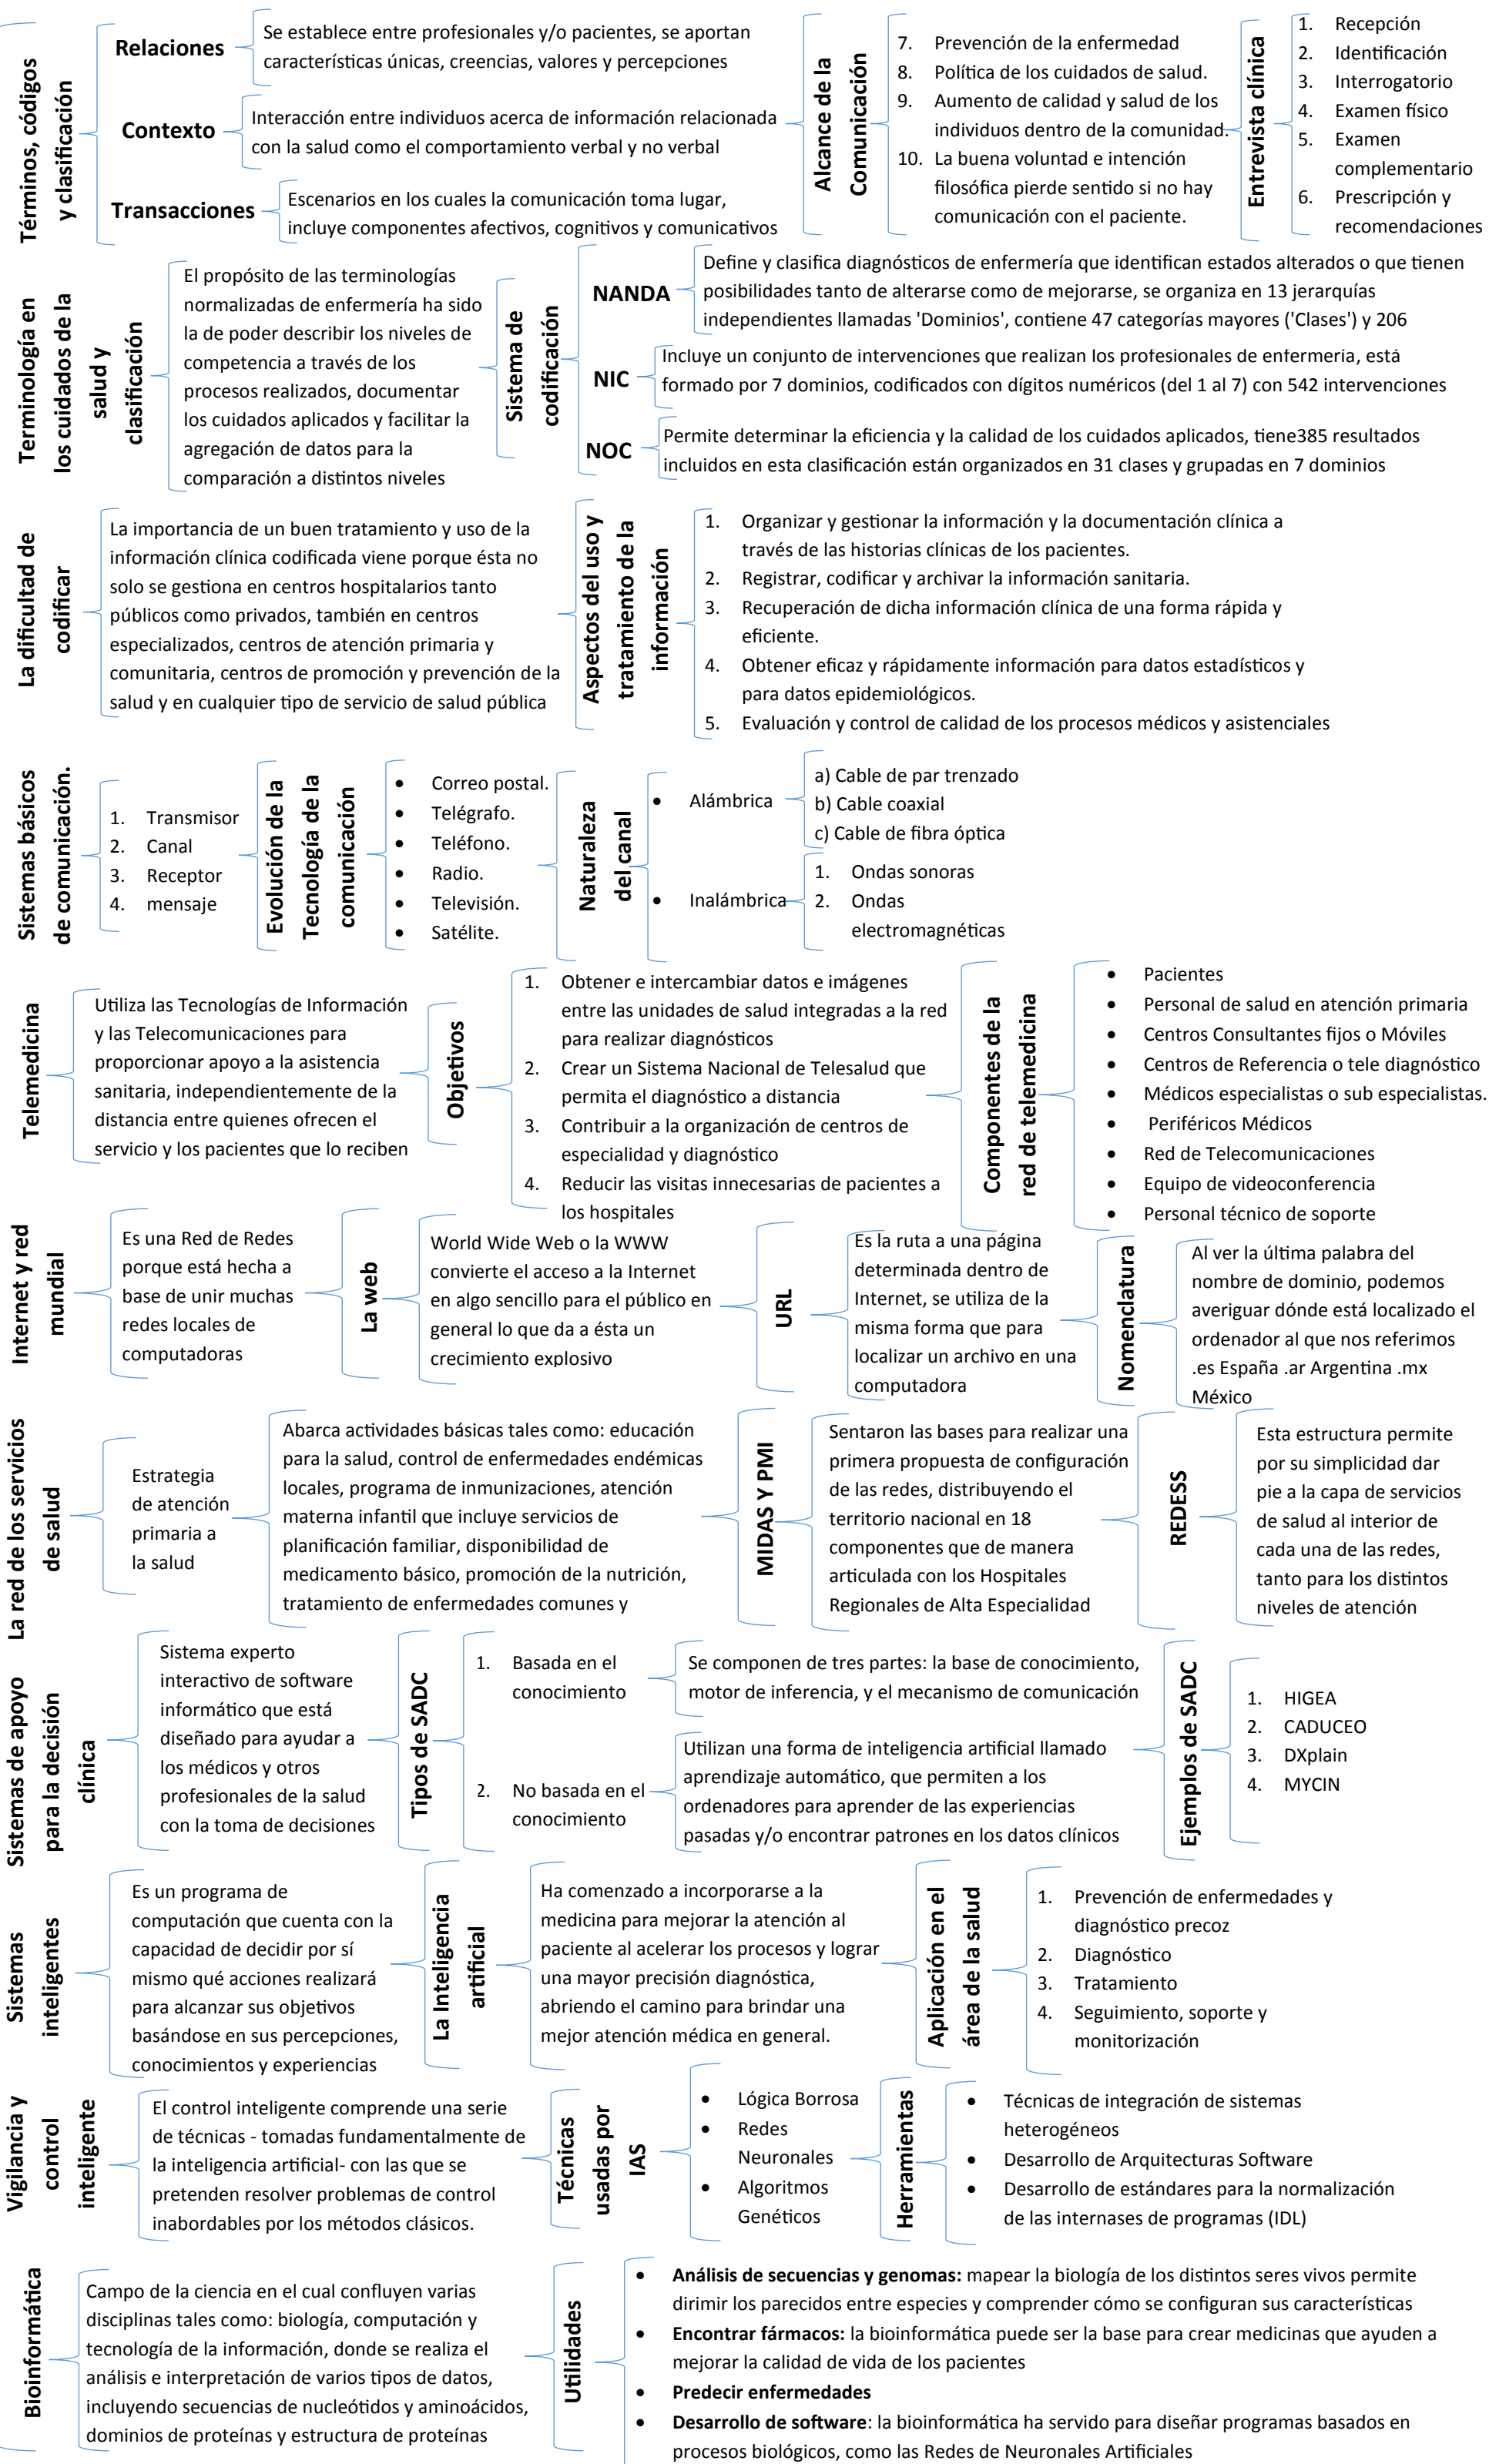 Términos, códigos
y clasificación
Relaciones
Se establece entre profesionales y/o pacientes, se aportan
características únicas, creencias, valores y percepciones
Contexto
Interacción entre individuos acerca de información relacionada
con la salud como el comportamiento verbal y no verbal
Transacciones
Escenarios en los cuales la comunicación toma lugar,
incluye componentes afectivos, cognitivos y comunicativos
Alcance de la
Comunicación
7. Prevención de la enfermedad
8. Política de los cuidados de salud.
9. Aumento de calidad y salud de los
individuos dentro de la comunidad.
10. La buena voluntad e intención
filosófica pierde sentido si no hay
comunicación con el paciente.
Entrevista clínica
1. Recepción
2. Identificación
3. Interrogatorio
4. Examen físico
5. Examen
complementario
6. Prescripción y
recomendaciones
Terminología en
los cuidados de la
salud y
clasificación
El propósito de las terminologías
normalizadas de enfermería ha sido
la de poder describir los niveles de
competencia a través de los
procesos realizados, documentar
los cuidados aplicados y facilitar la
agregación de datos para la
comparación a distintos niveles
Sistema de
codificación
NANDA
Define y clasifica diagnósticos de enfermería que identifican estados alterados o que tienen
posibilidades tanto de alterarse como de mejorarse, se organiza en 13 jerarquías
independientes llamadas 'Dominios', contiene 47 categorías mayores ('Clases') y 206
NIC
Incluye un conjunto de intervenciones que realizan los profesionales de enfermería, está
formado por 7 dominios, codificados con dígitos numéricos (del 1 al 7) con 542 intervenciones
NOC
Permite determinar la eficiencia y la calidad de los cuidados aplicados, tiene385 resultados
incluidos en esta clasificación están organizados en 31 clases y grupadas en 7 dominios
La dificultad de
codificar
La importancia de un buen tratamiento y uso de la
información clínica codificada viene porque ésta no
solo se gestiona en centros hospitalarios tanto
públicos como privados, también en centros
especializados, centros de atención primaria y
comunitaria, centros de promoción y prevención de la
salud y en cualquier tipo de servicio de salud pública
Aspectos del uso y
tratamiento de la
información
1. Organizar y gestionar la información y la documentación clínica a
través de las historias clínicas de los pacientes.
2. Registrar, codificar y archivar la información sanitaria.
3. Recuperación de dicha información clínica de una forma rápida y
eficiente.
4. Obtener eficaz y rápidamente información para datos estadísticos y
para datos epidemiológicos.
5. Evaluación y control de calidad de los procesos médicos y asistenciales
Sistemas básicos
de comunicación.
1. Transmisor
2. Canal
3. Receptor
4. mensaje
Evolución de la
Tecnología de la
comunicación
• Correo postal.
• Telégrafo.
• Teléfono.
• Radio.
• Televisión.
• Satélite.
Naturaleza
del canal
• Alámbrica
a) Cable de par trenzado
b) Cable coaxial
c) Cable de fibra óptica
• Inalámbrica
1. Ondas sonoras
2. Ondas
electromagnéticas
Telemedicina
Utiliza las Tecnologías de Información
y las Telecomunicaciones para
proporcionar apoyo a la asistencia
sanitaria, independientemente de la
distancia entre quienes ofrecen el
servicio y los pacientes que lo reciben
Objetivos
1. Obtener e intercambiar datos e imágenes
entre las unidades de salud integradas a la red
para realizar diagnósticos
2. Crear un Sistema Nacional de Telesalud que
permita el diagnóstico a distancia
3. Contribuir a la organización de centros de
especialidad y diagnóstico
4. Reducir las visitas innecesarias de pacientes a
los hospitales
Componentes de la
red de telemedicina
• Pacientes
• Personal de salud en atención primaria
• Centros Consultantes fijos o Móviles
• Centros de Referencia o tele diagnóstico
• Médicos especialistas o sub especialistas.
• Periféricos Médicos
• Red de Telecomunicaciones
• Equipo de videoconferencia
• Personal técnico de soporte
Internet y red
mundial
Es una Red de Redes
porque está hecha a
base de unir muchas
redes locales de
computadoras
La web
World Wide Web o la WWW
convierte el acceso a la Internet
en algo sencillo para el público en
general lo que da a ésta un
crecimiento explosivo
URL
Es la ruta a una página
determinada dentro de
Internet, se utiliza de la
misma forma que para
localizar un archivo en una
computadora
Nomenclatura
Al ver la última palabra del
nombre de dominio, podemos
averiguar dónde está localizado el
ordenador al que nos referimos
.es España .ar Argentina .mx
México
La red de los servicios
de salud
Estrategia
de atención
primaria a
la salud
Abarca actividades básicas tales como: educación
para la salud, control de enfermedades endémicas
locales, programa de inmunizaciones, atención
materna infantil que incluye servicios de
planificación familiar, disponibilidad de
medicamento básico, promoción de la nutrición,
tratamiento de enfermedades comunes y
MIDAS Y PMI
Sentaron las bases para realizar una
primera propuesta de configuración
de las redes, distribuyendo el
territorio nacional en 18
componentes que de manera
articulada con los Hospitales
Regionales de Alta Especialidad
REDESS
Esta estructura permite
por su simplicidad dar
pie a la capa de servicios
de salud al interior de
cada una de las redes,
tanto para los distintos
niveles de atención
Sistemas de apoyo
para la decisión
clínica
Sistema experto
interactivo de software
informático que está
diseñado para ayudar a
los médicos y otros
profesionales de la salud
con la toma de decisiones
Tipos de SADC
1. Basada en el
conocimiento
Se componen de tres partes: la base de conocimiento,
motor de inferencia, y el mecanismo de comunicación
2. No basada en el
conocimiento
Utilizan una forma de inteligencia artificial llamado
aprendizaje automático, que permiten a los
ordenadores para aprender de las experiencias
pasadas y/o encontrar patrones en los datos clínicos
Ejemplos de SADC
1. HIGEA
2. CADUCEO
3. DXplain
4. MYCIN
Sistemas
inteligentes
Es un programa de
computación que cuenta con la
capacidad de decidir por sí
mismo qué acciones realizará
para alcanzar sus objetivos
basándose en sus percepciones,
conocimientos y experiencias
La Inteligencia
artificial
Ha comenzado a incorporarse a la
medicina para mejorar la atención al
paciente al acelerar los procesos y lograr
una mayor precisión diagnóstica,
abriendo el camino para brindar una
mejor atención médica en general.
Aplicación en el
área de la salud
1. Prevención de enfermedades y
diagnóstico precoz
2. Diagnóstico
3. Tratamiento
4. Seguimiento, soporte y
monitorización
Vigilancia y
control
inteligente
El control inteligente comprende una serie
de técnicas - tomadas fundamentalmente de
la inteligencia artificial- con las que se
pretenden resolver problemas de control
inabordables por los métodos clásicos.
Técnicas
usadas por
IAS
• Lógica Borrosa
• Redes
Neuronales
• Algoritmos
Genéticos
Herramientas
• Técnicas de integración de sistemas
heterogéneos
• Desarrollo de Arquitecturas Software
• Desarrollo de estándares para la normalización
de las internases de programas (IDL)
Bioinformática
Campo de la ciencia en el cual confluyen varias
disciplinas tales como: biología, computación y
tecnología de la información, donde se realiza el
análisis e interpretación de varios tipos de datos,
incluyendo secuencias de nucleótidos y aminoácidos,
dominios de proteínas y estructura de proteínas
Utilidades
• Análisis de secuencias y genomas: mapear la biología de los distintos seres vivos permite
dirimir los parecidos entre especies y comprender cómo se configuran sus características
• Encontrar fármacos: la bioinformática puede ser la base para crear medicinas que ayuden a
mejorar la calidad de vida de los pacientes
• Predecir enfermedades
• Desarrollo de software: la bioinformática ha servido para diseñar programas basados en
procesos biológicos, como las Redes de Neuronales Artificiales